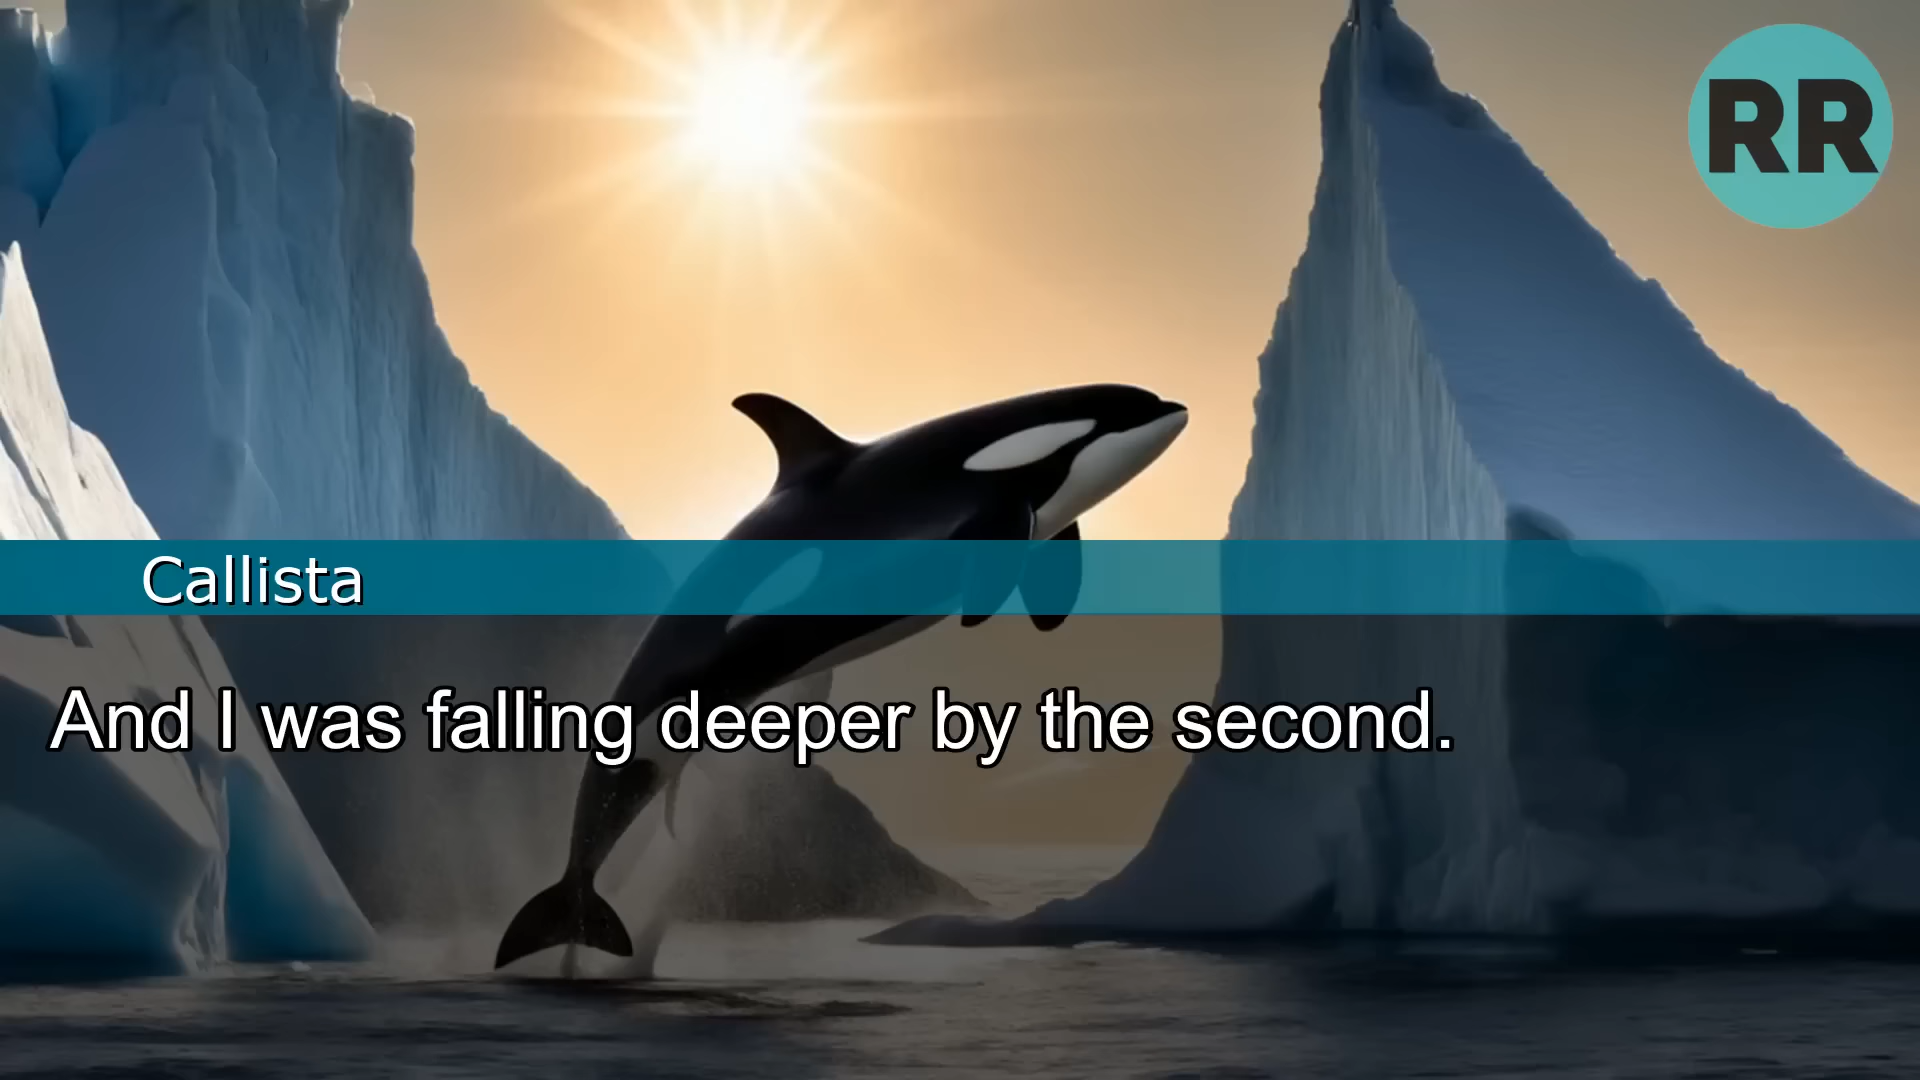 RR
Callista
And I was falling deeper by the second.